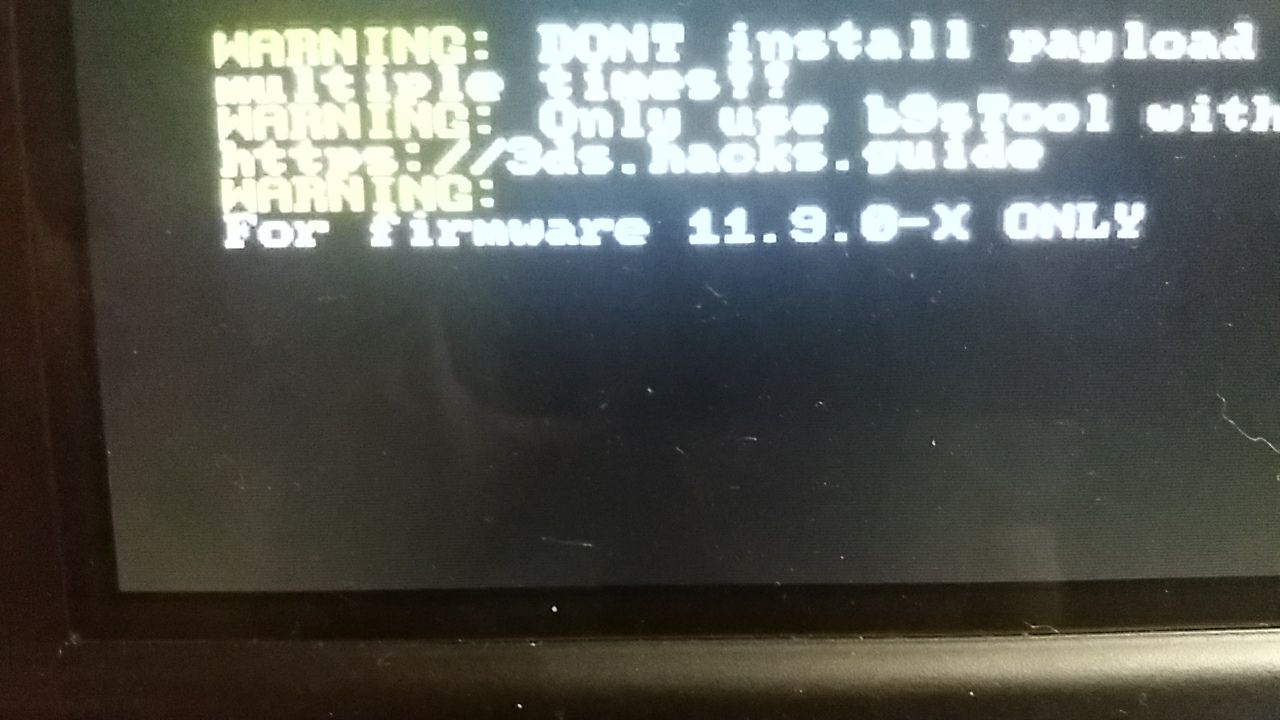 WARNING: DONT install payload
multiple times!!
WARNING: Only use b9sTool with
https://3ds.hacks.guide
WARNING:
For firmware 11.9.0-X ONLY